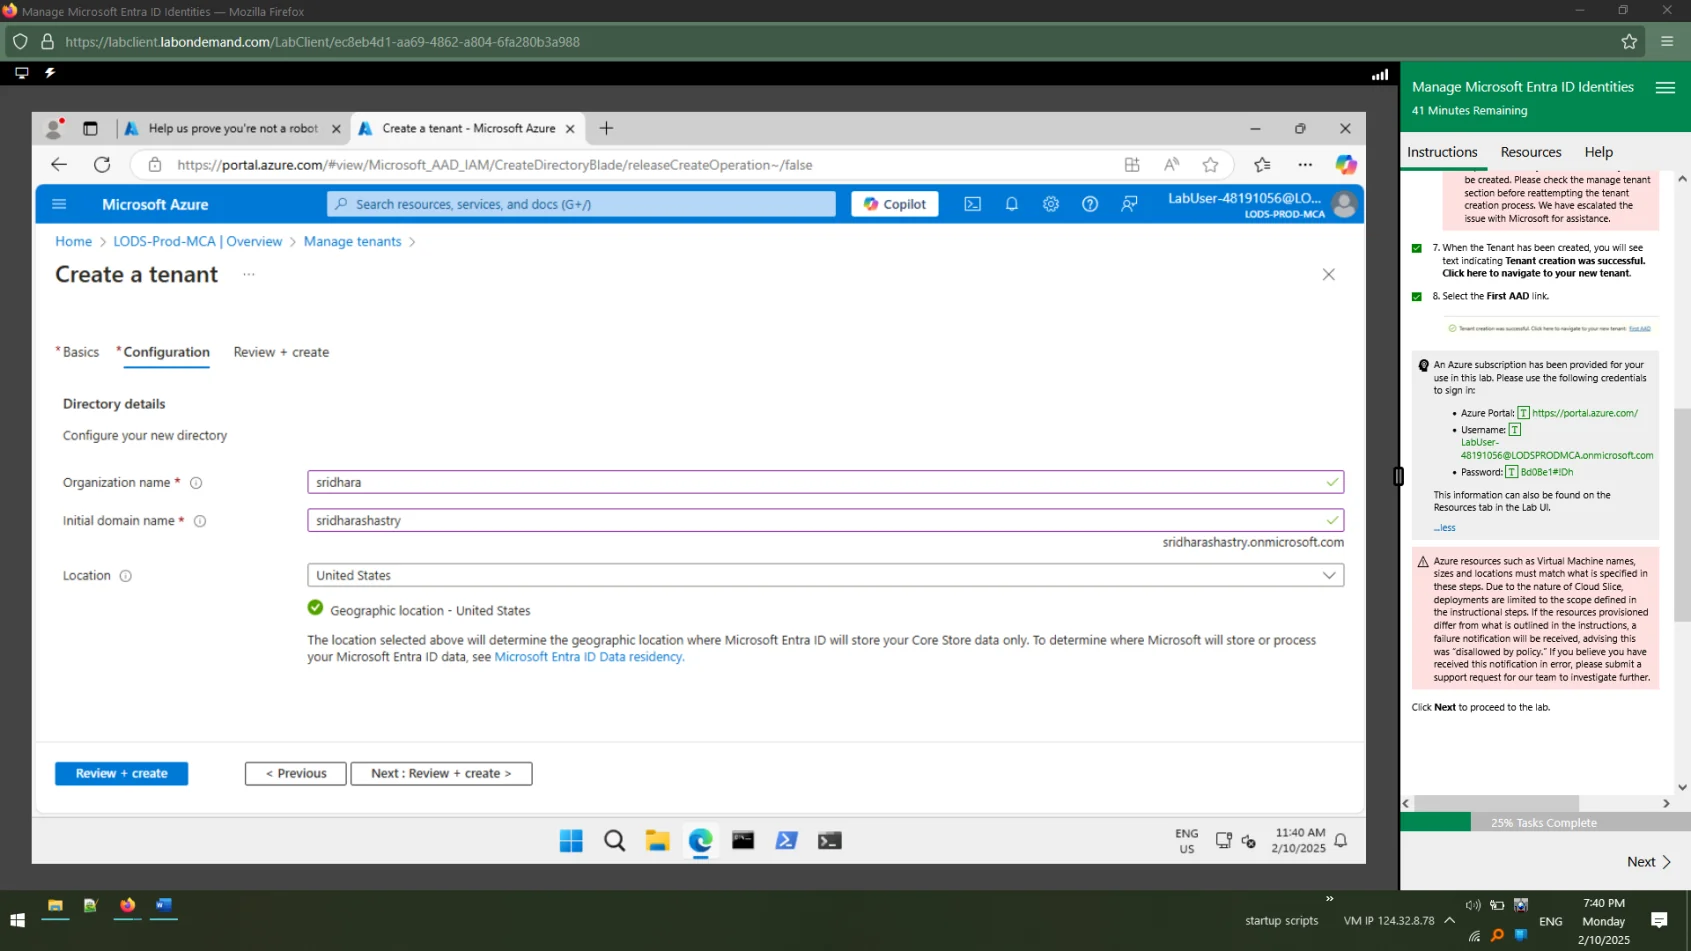 Manage Microsoft Entra ID Identities — Mozilla Firefox
https://labclient.labondemand.com/LabClient/ec8eb4d1-aa69-4862-a804-6fa280b3a988
Help us prove you're not a robot
Create a tenant - Microsoft Azure
https://portal.azure.com/#view/Microsoft_AAD_IAM/CreateDirectoryBlade/releaseCreateOperation~/false
Microsoft Azure
Search resources, services, and docs (G+/)
Copilot
LabUser-48191056@LO...
LODS-PROD-MCA
Home > LODS-Prod-MCA | Overview > Manage tenants >
Create a tenant ...
* Basics * Configuration Review + create
Directory details
Configure your new directory
Organization name *
sridhara
Initial domain name *
sridharashastry
sridharashastry.onmicrosoft.com
Location
United States
Geographic location - United States
The location selected above will determine the geographic location where Microsoft Entra ID will store your Core Store data only. To determine where Microsoft will store or process
your Microsoft Entra ID data, see Microsoft Entra ID Data residency.
Review + create
< Previous
Next : Review + create >
ENG
US
11:40 AM
2/10/2025
Manage Microsoft Entra ID Identities
41 Minutes Remaining
Instructions Resources Help
be created. Please check the manage tenant
section before reattempting the tenant
creation process. We have escalated the
issue with Microsoft for assistance.
7. When the Tenant has been created, you will see
text indicating Tenant creation was successful.
Click here to navigate to your new tenant.
8. Select the First AAD link.
Tenant creation was successful. Click here to navigate to your new tenant: First AAD
An Azure subscription has been provided for your
use in this lab. Please use the following credentials
to sign in:
• Azure Portal: T https://portal.azure.com/
• Username: T
LabUser-
48191056@LODSPRODMCA.onmicrosoft.com
• Password: T Bd0Be1#!Dh
This information can also be found on the
Resources tab in the Lab UI.
...less
Azure resources such as Virtual Machine names,
sizes and locations must match what is specified in
these steps. Due to the nature of Cloud Slice,
deployments are limited to the scope defined in
the instructional steps. If the resources provisioned
differ from what is outlined in the instructions, a
failure notification will be received, advising this
was "disallowed by policy." If you believe you have
received this notification in error, please submit a
support request for our team to investigate further.
Click Next to proceed to the lab.
25% Tasks Complete
Next >
startup scripts
VM IP 124.32.8.78
ENG
7:40 PM
Monday
2/10/2025